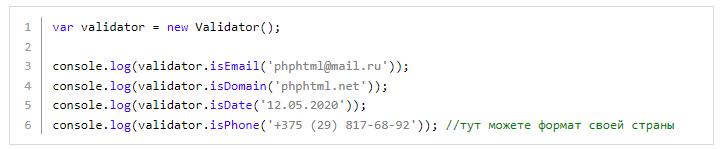 1 var validator = new Validator();
2
3 console.log(validator.isEmail('phphtml@mail.ru'));
4 console.log(validator.isDomain('phphtml.net'));
5 console.log(validator.isDate('12.05.2020'));
6 console.log(validator.isPhone('+375 (29) 817-68-92')); //тут можете формат своей страны